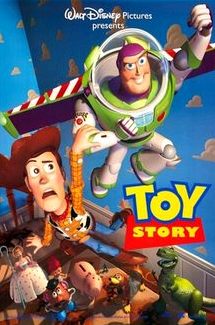 WALT DISNEY Pictures
presents
TOY
STORY